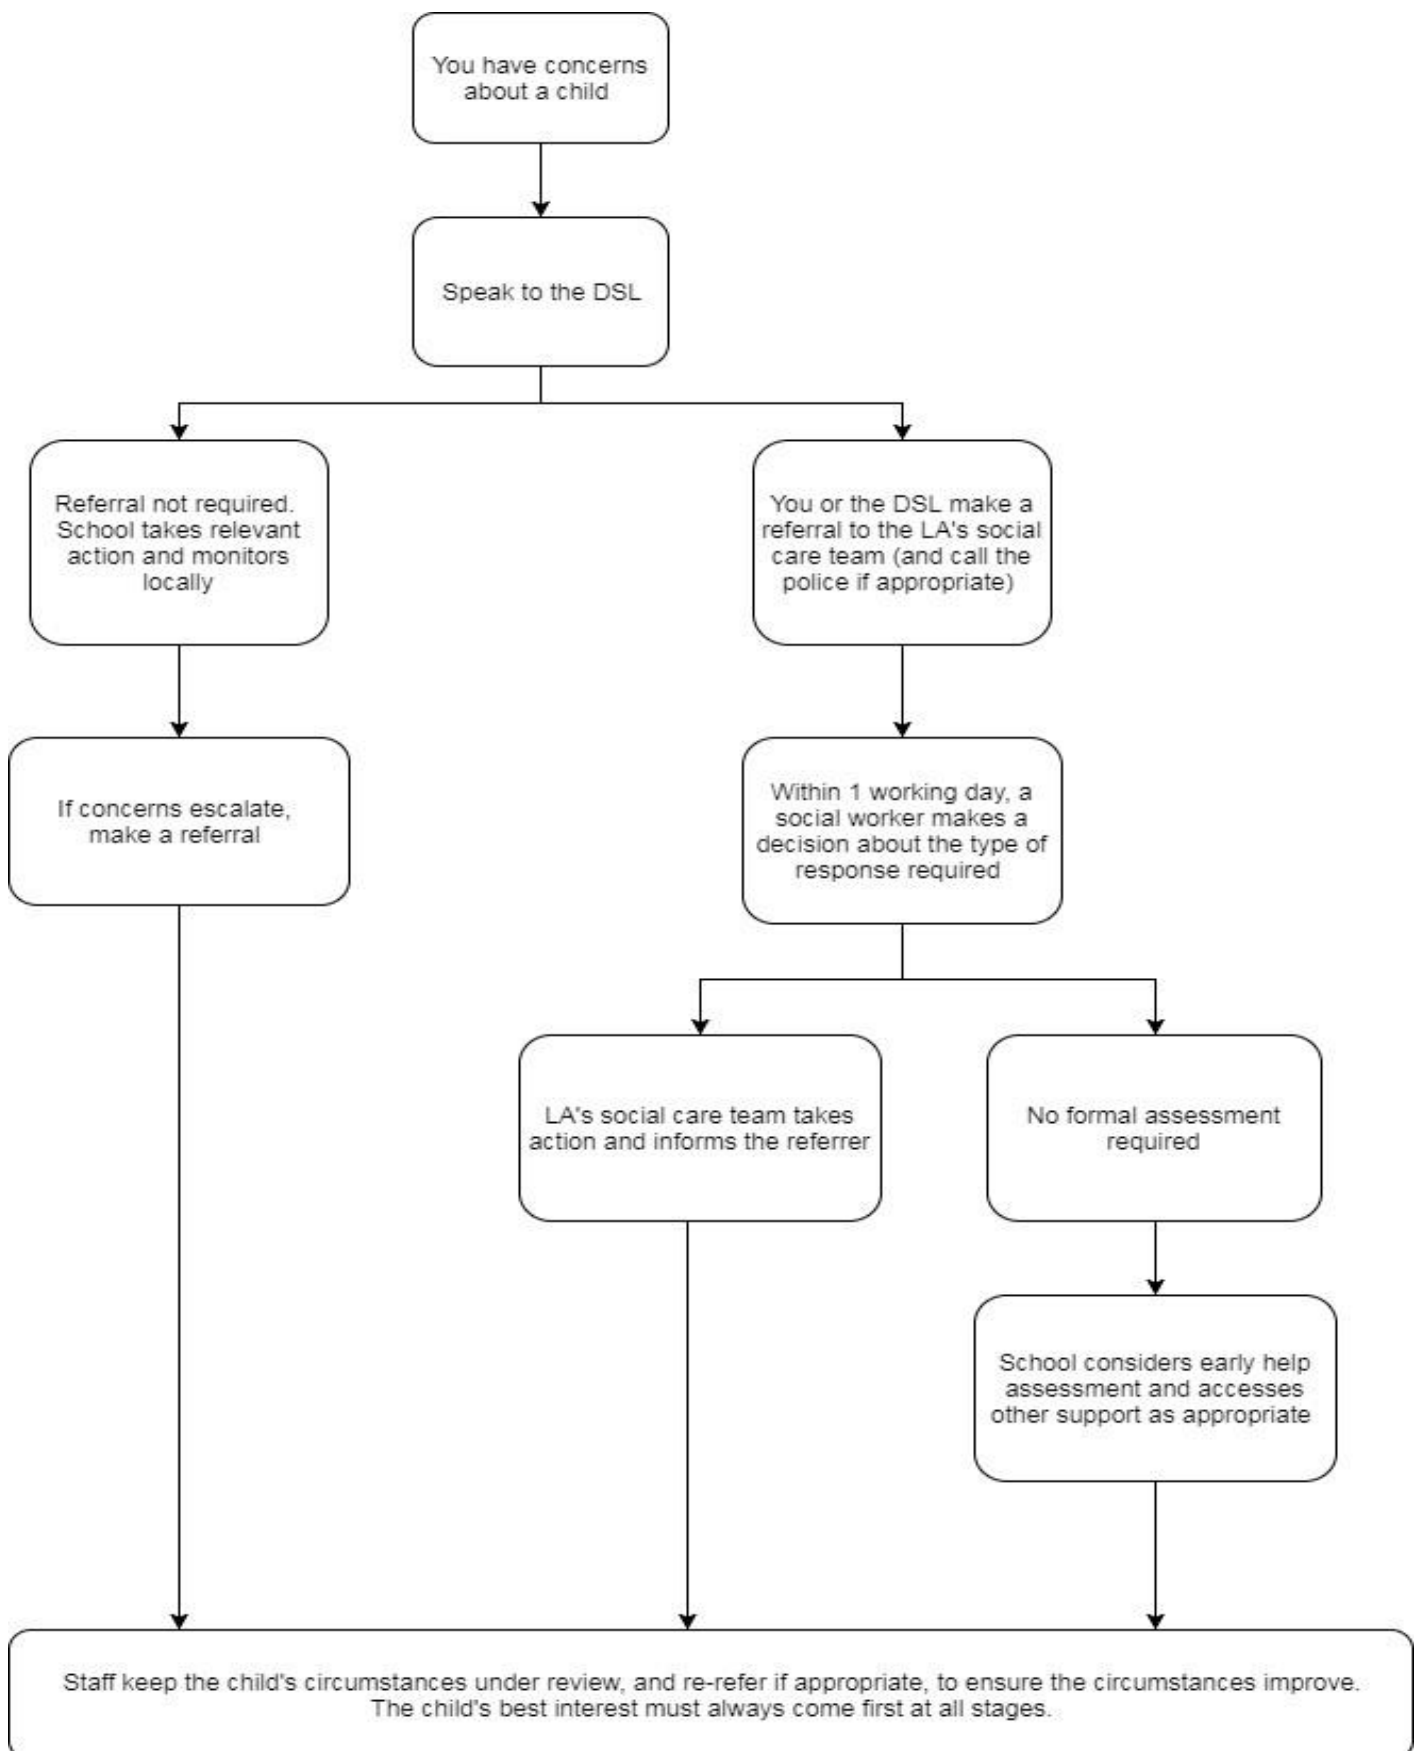 You have concerns
about a child
Speak to the DSL
Referral not required.
School takes relevant
action and monitors
locally
You or the DSL make a
referral to the LA's social
care team (and call the
police if appropriate)
If concerns escalate,
make a referral
Within 1 working day, a
social worker makes a
decision about the type of
response required
LA's social care team takes
action and informs the referrer
No formal assessment
required
School considers early help
assessment and accesses
other support as appropriate
Staff keep the child's circumstances under review, and re-refer if appropriate, to ensure the circumstances improve.
The child's best interest must always come first at all stages.